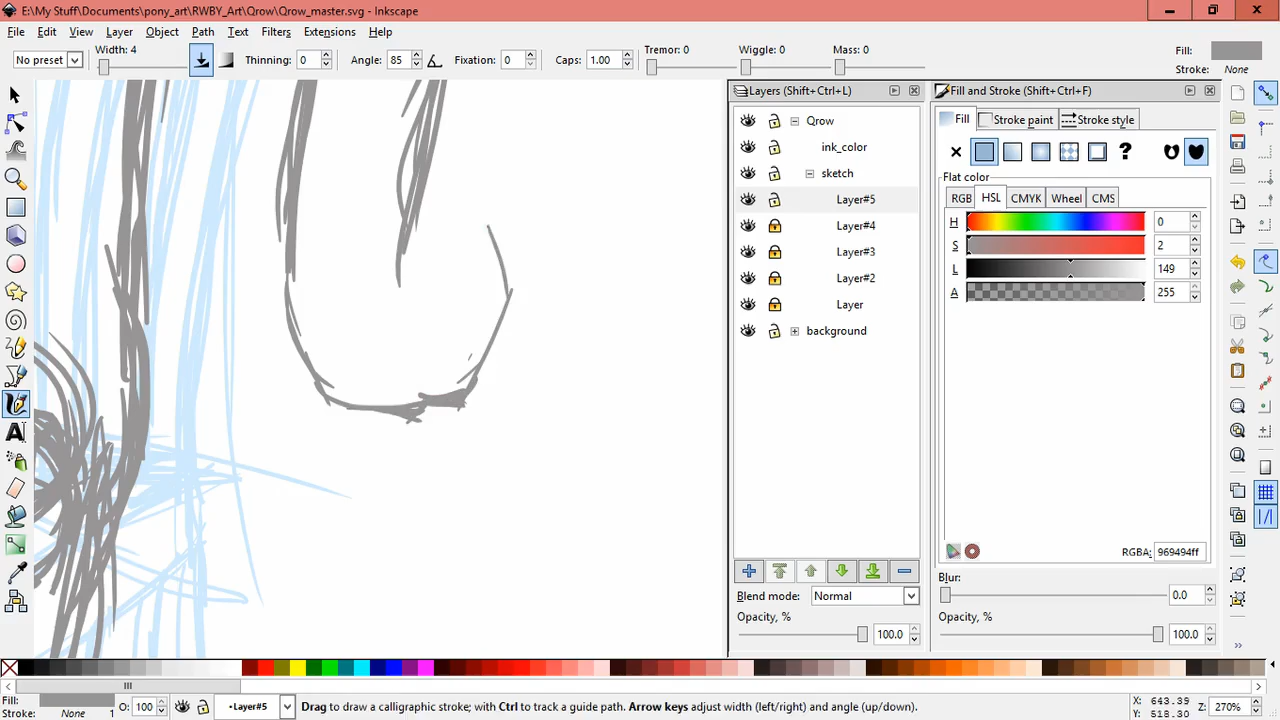 E:\My Stuff\Documents\pony_art\RWBY_Art\Qrow\Qrow_master.svg - Inkscape
File Edit View Layer Object Path Filters Text Extensions Help
No preset Width: 4 Thinning: 0 Angle: 85 Fixation: 0 Caps: 1.00 Tremor: 0 Wiggle: 0 Mass: 0 Fill:
Stroke: None
Layers (Shift+Ctrl+L) Fill and Stroke (Shift+Ctrl+F)
Qrow Fill Stroke paint Stroke style
ink_color ?
sketch Flat color
Layer#5 RGB HSL CMYK Wheel CMS
Layer#4 H 0
Layer#3 S 2
Layer#2 L 149
Layer A 255
background
RGBA: 969494ff
Blur:
Blend mode: Normal 0.0
Opacity, % Opacity, %
100.0 100.0
Fill:
Stroke: None 1 O: 100 •Layer#5 Drag to draw a calligraphic stroke; with Ctrl to track a guide path. Arrow keys adjust width (left/right) and angle (up/down). X: 643.39
Y: 518.30 Z: 270%